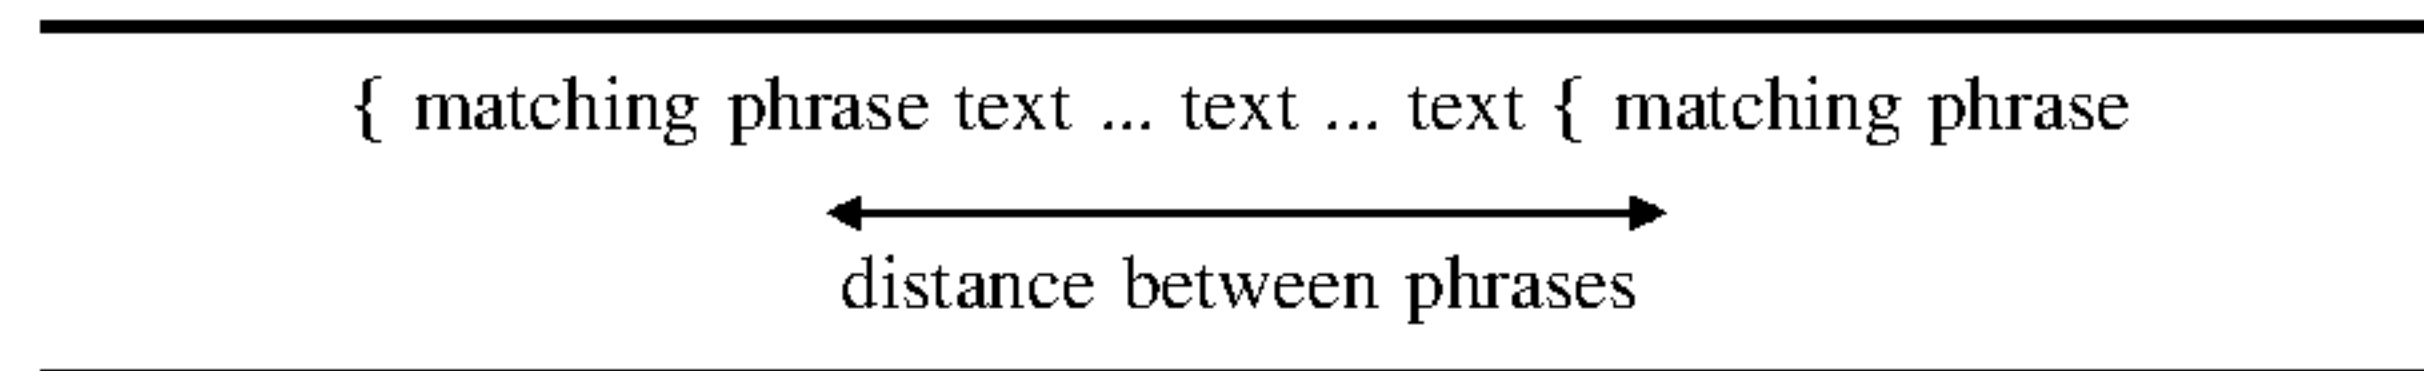 { matching phrase text ... text ... text { matching phrase
distance between phrases